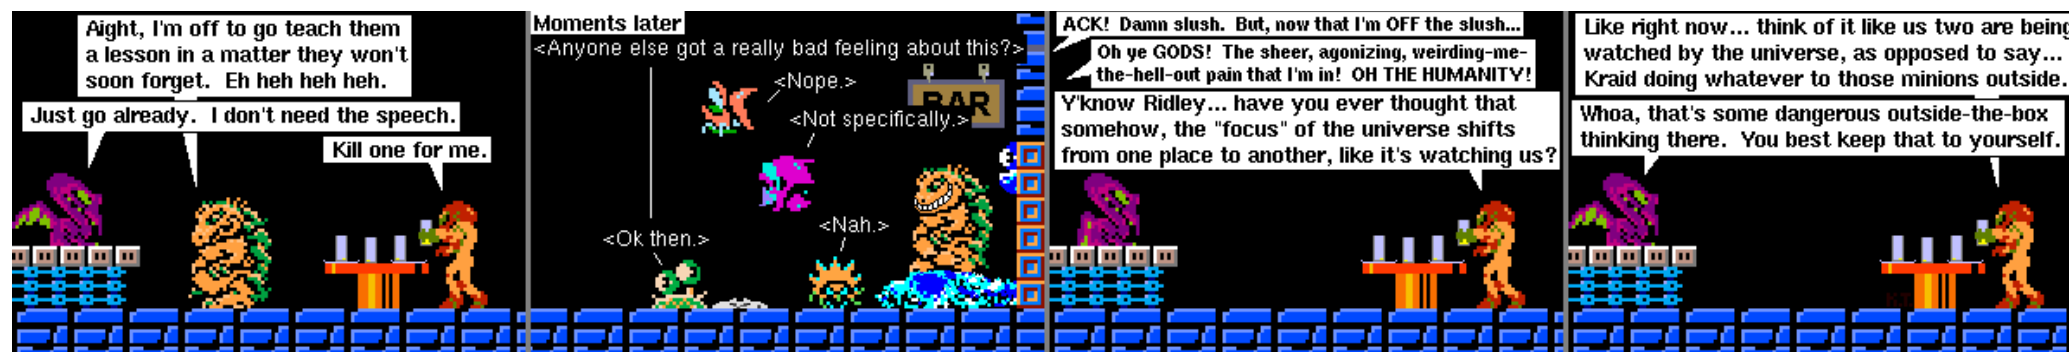 Aight, I'm off to go teach them
a lesson in a matter they won't
soon forget.  Eh heh heh heh.
Just go already.  I don't need the speech.
Kill one for me.
Moments later
<Anyone else got a really bad feeling about this?>
<Nope.>
BAR
<Not specifically.>
<Nah.>
<Ok then.>
ACK!  Damn slush.  But, now that I'm OFF the slush...
Oh ye GODS!  The sheer, agonizing, weirding-me-
the-hell-out pain that I'm in!  OH THE HUMANITY!
Y'know Ridley... have you ever thought that
somehow, the "focus" of the universe shifts
from one place to another, like it's watching us?
Like right now... think of it like us two are being
watched by the universe, as opposed to say...
Kraid doing whatever to those minions outside.
Whoa, that's some dangerous outside-the-box
thinking there.  You best keep that to yourself.